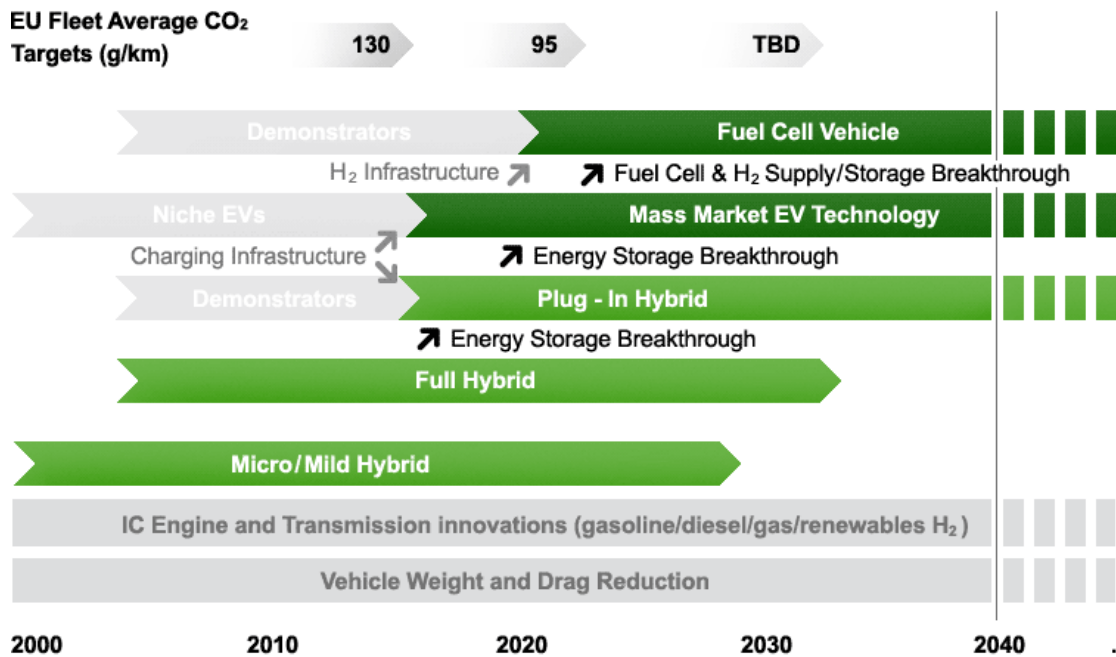 EU Fleet Average CO₂
Targets (g/km)
130
95
TBD
Demonstrators
Fuel Cell Vehicle
H₂ Infrastructure
Fuel Cell & H₂ Supply/Storage Breakthrough
Niche EVs
Mass Market EV Technology
Charging Infrastructure
Energy Storage Breakthrough
Demonstrators
Plug - In Hybrid
Energy Storage Breakthrough
Full Hybrid
Micro/Mild Hybrid
IC Engine and Transmission innovations (gasoline/diesel/gas/renewables H₂ )
Vehicle Weight and Drag Reduction
2000 2010 2020 2030 2040 .